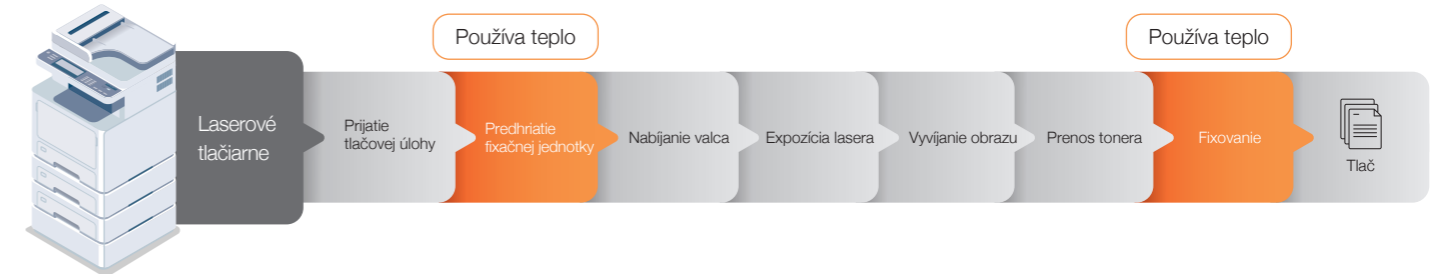 Používa teplo
Používa teplo
Laserové
tlačiarne
Prijatie
tlačovej úlohy
Predhriatie
fixačnej jednotky
Nabíjanie valca
Expozícia lasera
Vyvíjanie obrazu
Prenos tonera
Fixovanie
Tlač